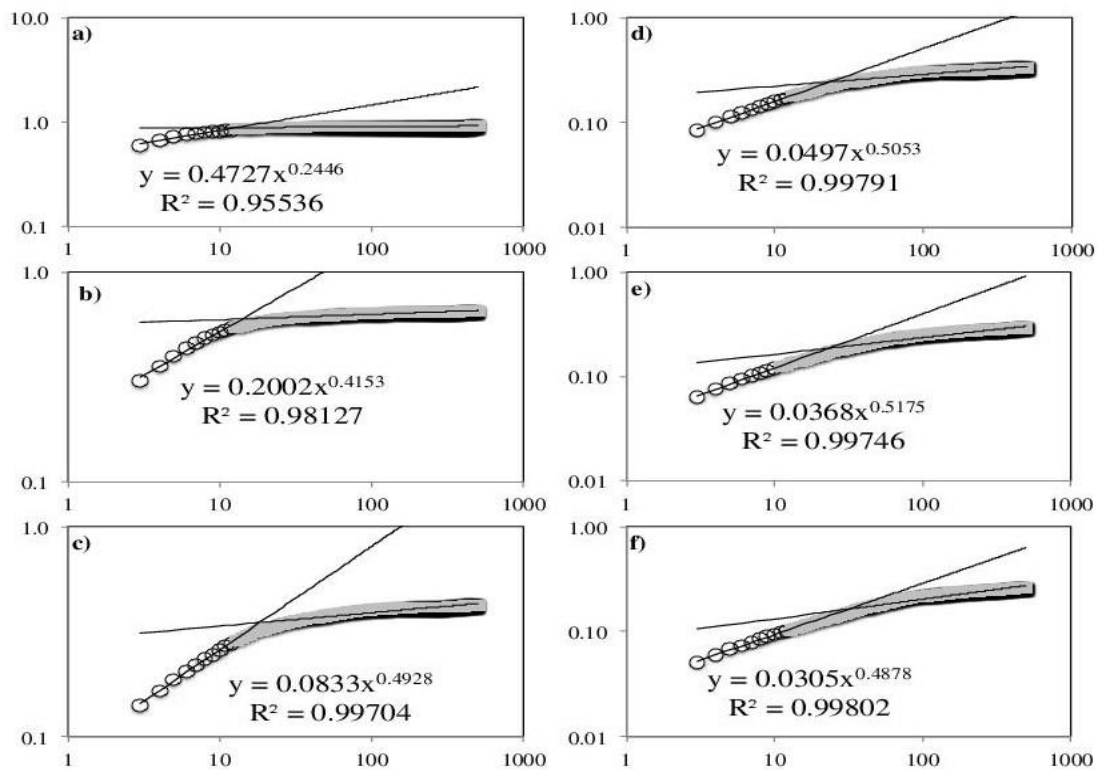 a)
10.0
1.0
0.1
y = 0.4727x^0.2446
R² = 0.95536
1 10 100 1000
b)
1.0
0.1
y = 0.2002x^0.4153
R² = 0.98127
1 10 100 1000
c)
1.0
0.1
y = 0.0833x^0.4928
R² = 0.99704
1 10 100 1000
d)
1.00
0.10
0.01
y = 0.0497x^0.5053
R² = 0.99791
1 10 100 1000
e)
1.00
0.10
0.01
y = 0.0368x^0.5175
R² = 0.99746
1 10 100 1000
f)
1.00
0.10
0.01
y = 0.0305x^0.4878
R² = 0.99802
1 10 100 1000